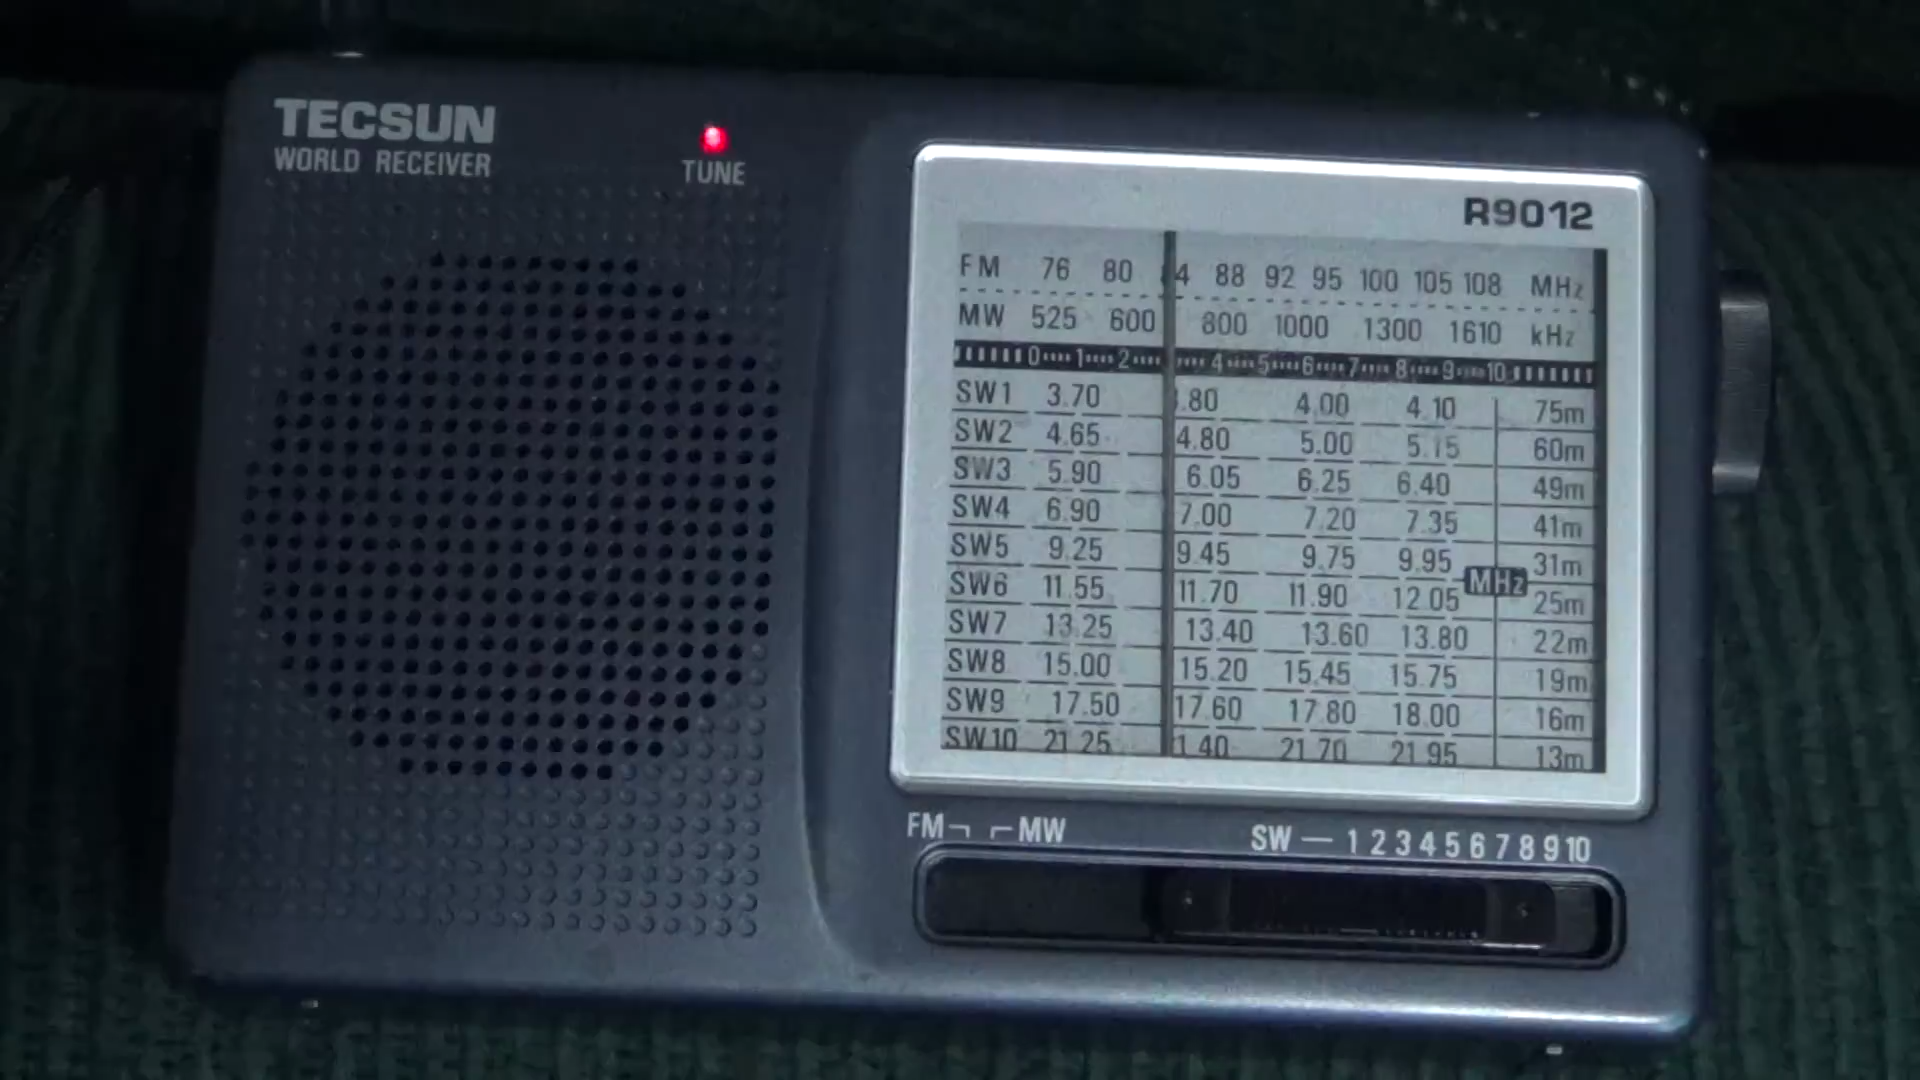 TECSUN
WORLD RECEIVER
TUNE
R9012
FM 76 80 84 88 92 95 100 105 108 MHz
MW 525 600 800 1000 1300 1610 kHz
0 1 2 4 5 6 7 8 9 10
SW1 3.70 .80 4.00 4.10 75m
SW2 4.65 4.80 5.00 5.15 60m
SW3 5.90 6.05 6.25 6.40 49m
SW4 6.90 7.00 7.20 7.35 41m
SW5 9.25 9.45 9.75 9.95 31m
MHz
SW6 11.55 11.70 11.90 12.05 25m
SW7 13.25 13.40 13.60 13.80 22m
SW8 15.00 15.20 15.45 15.75 19m
SW9 17.50 17.60 17.80 18.00 16m
SW10 21.25 1.40 21.70 21.95 13m
FM MW SW — 1 2 3 4 5 6 7 8 9 10